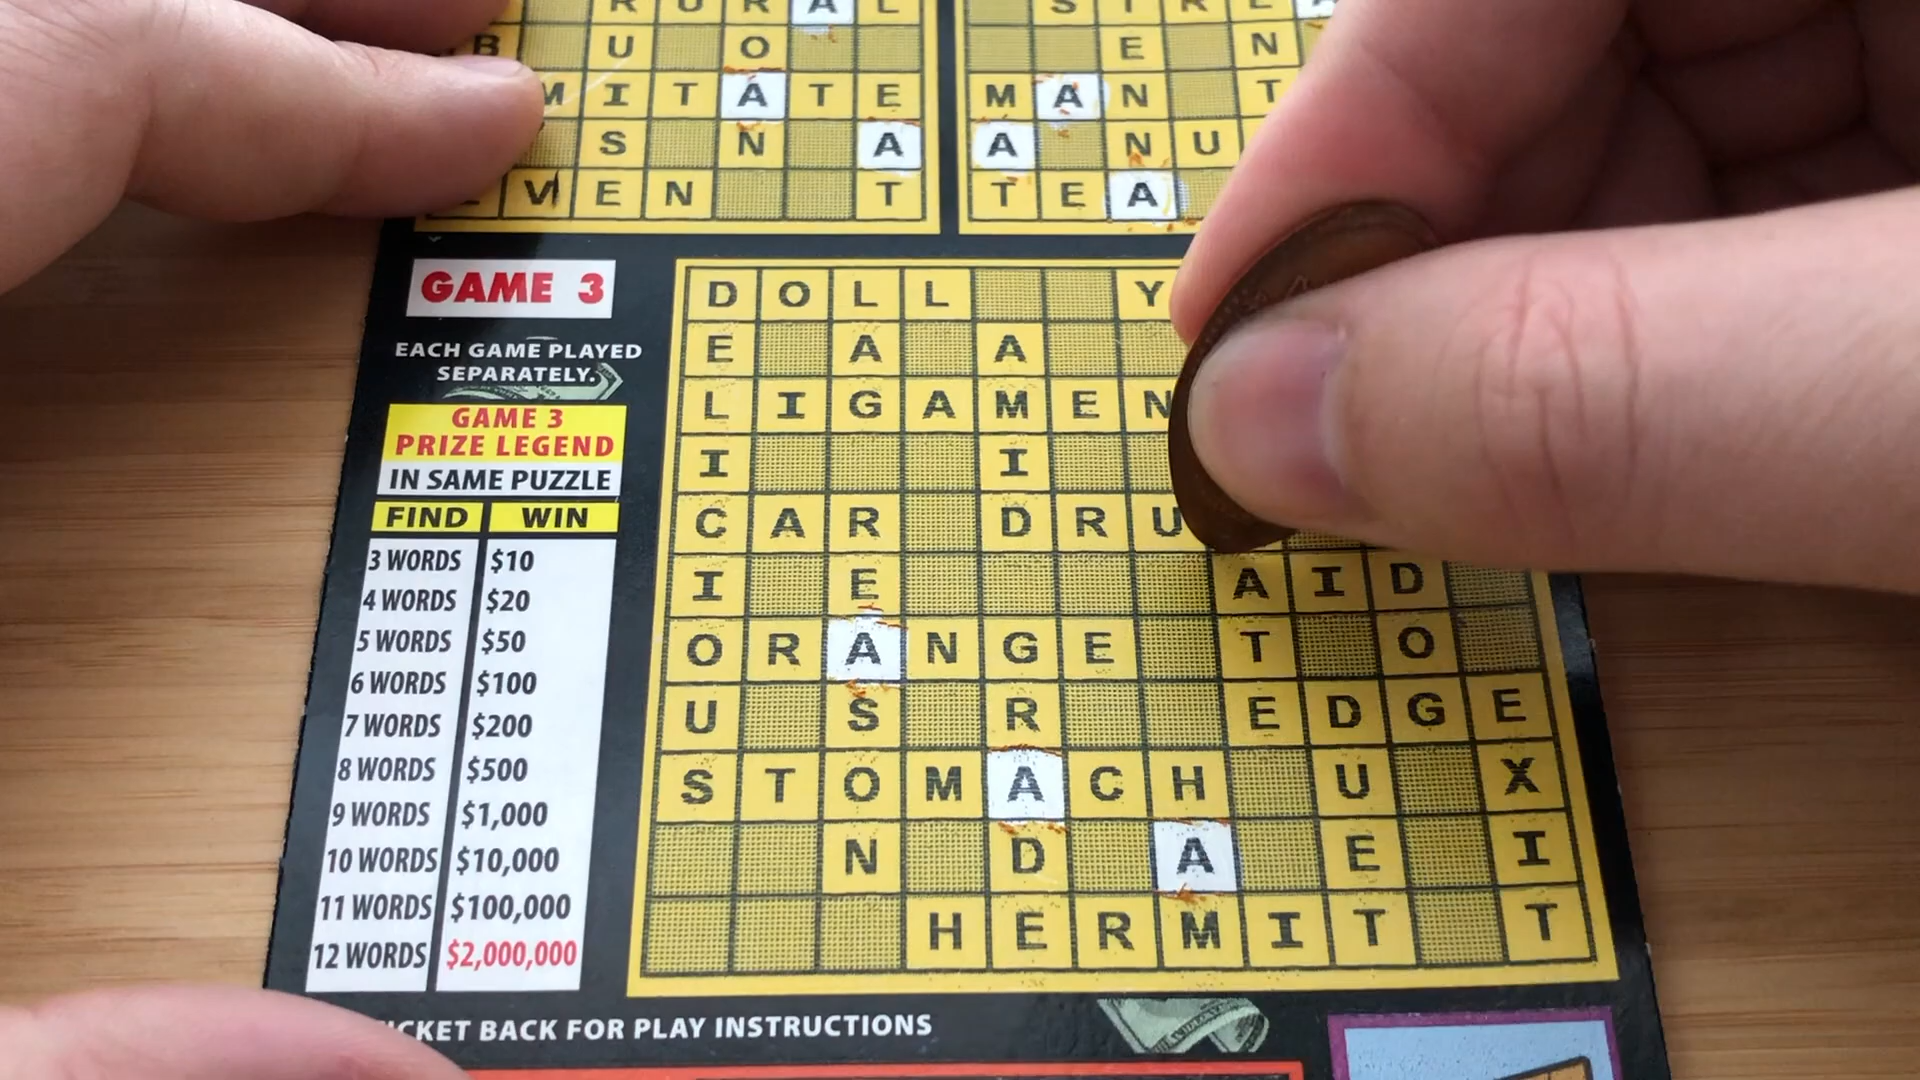 R U R A L
B U O
M I T A T E
S N A
V E N T
S T R E
E N
M A N T
A N U
T E A
GAME 3
EACH GAME PLAYED
SEPARATELY.
GAME 3
PRIZE LEGEND
IN SAME PUZZLE
FIND WIN
3 WORDS $10
4 WORDS $20
5 WORDS $50
6 WORDS $100
7 WORDS $200
8 WORDS $500
9 WORDS $1,000
10 WORDS $10,000
11 WORDS $100,000
12 WORDS $2,000,000
D O L L Y
E A A
L I G A M E N
I I
C A R D R U
I E A I D
O R A N G E T O
U S R E D G E
S T O M A C H U X
N D A E I
H E R M I T T
TICKET BACK FOR PLAY INSTRUCTIONS